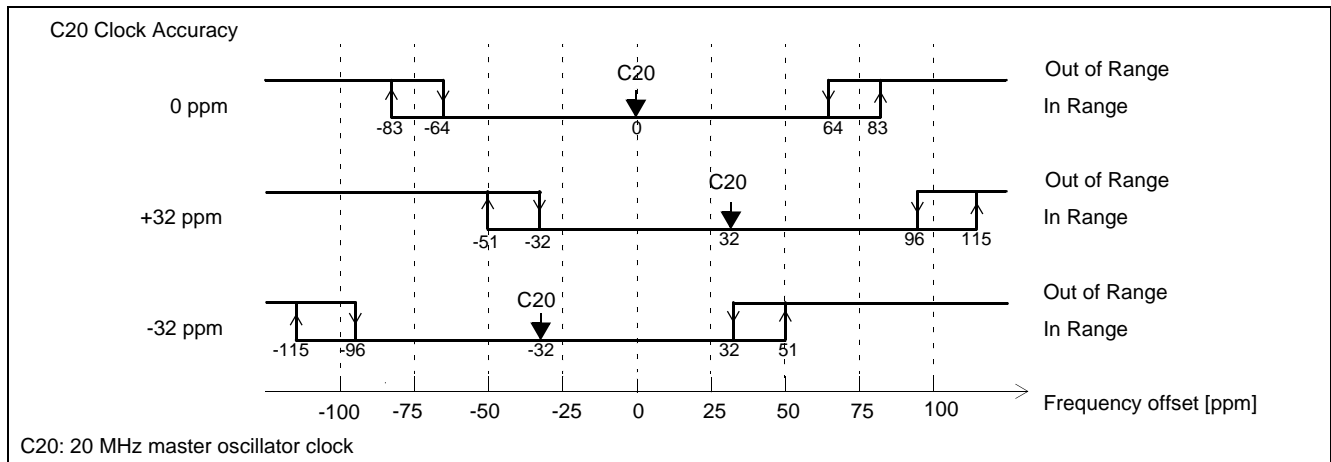 C20 Clock Accuracy
C20
Out of Range
0 ppm
In Range
-83 -64 0 64 83
C20
Out of Range
+32 ppm
In Range
-51 -32 32 96 115
C20
Out of Range
-32 ppm
In Range
-115 -96 -32 32 51
-100 -75 -50 -25 0 25 50 75 100 Frequency offset [ppm]
C20: 20 MHz master oscillator clock